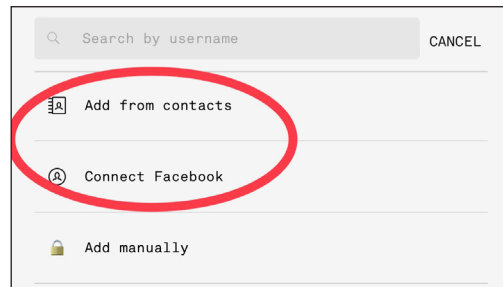 Search by username
CANCEL
Add from contacts
Connect Facebook
Add manually